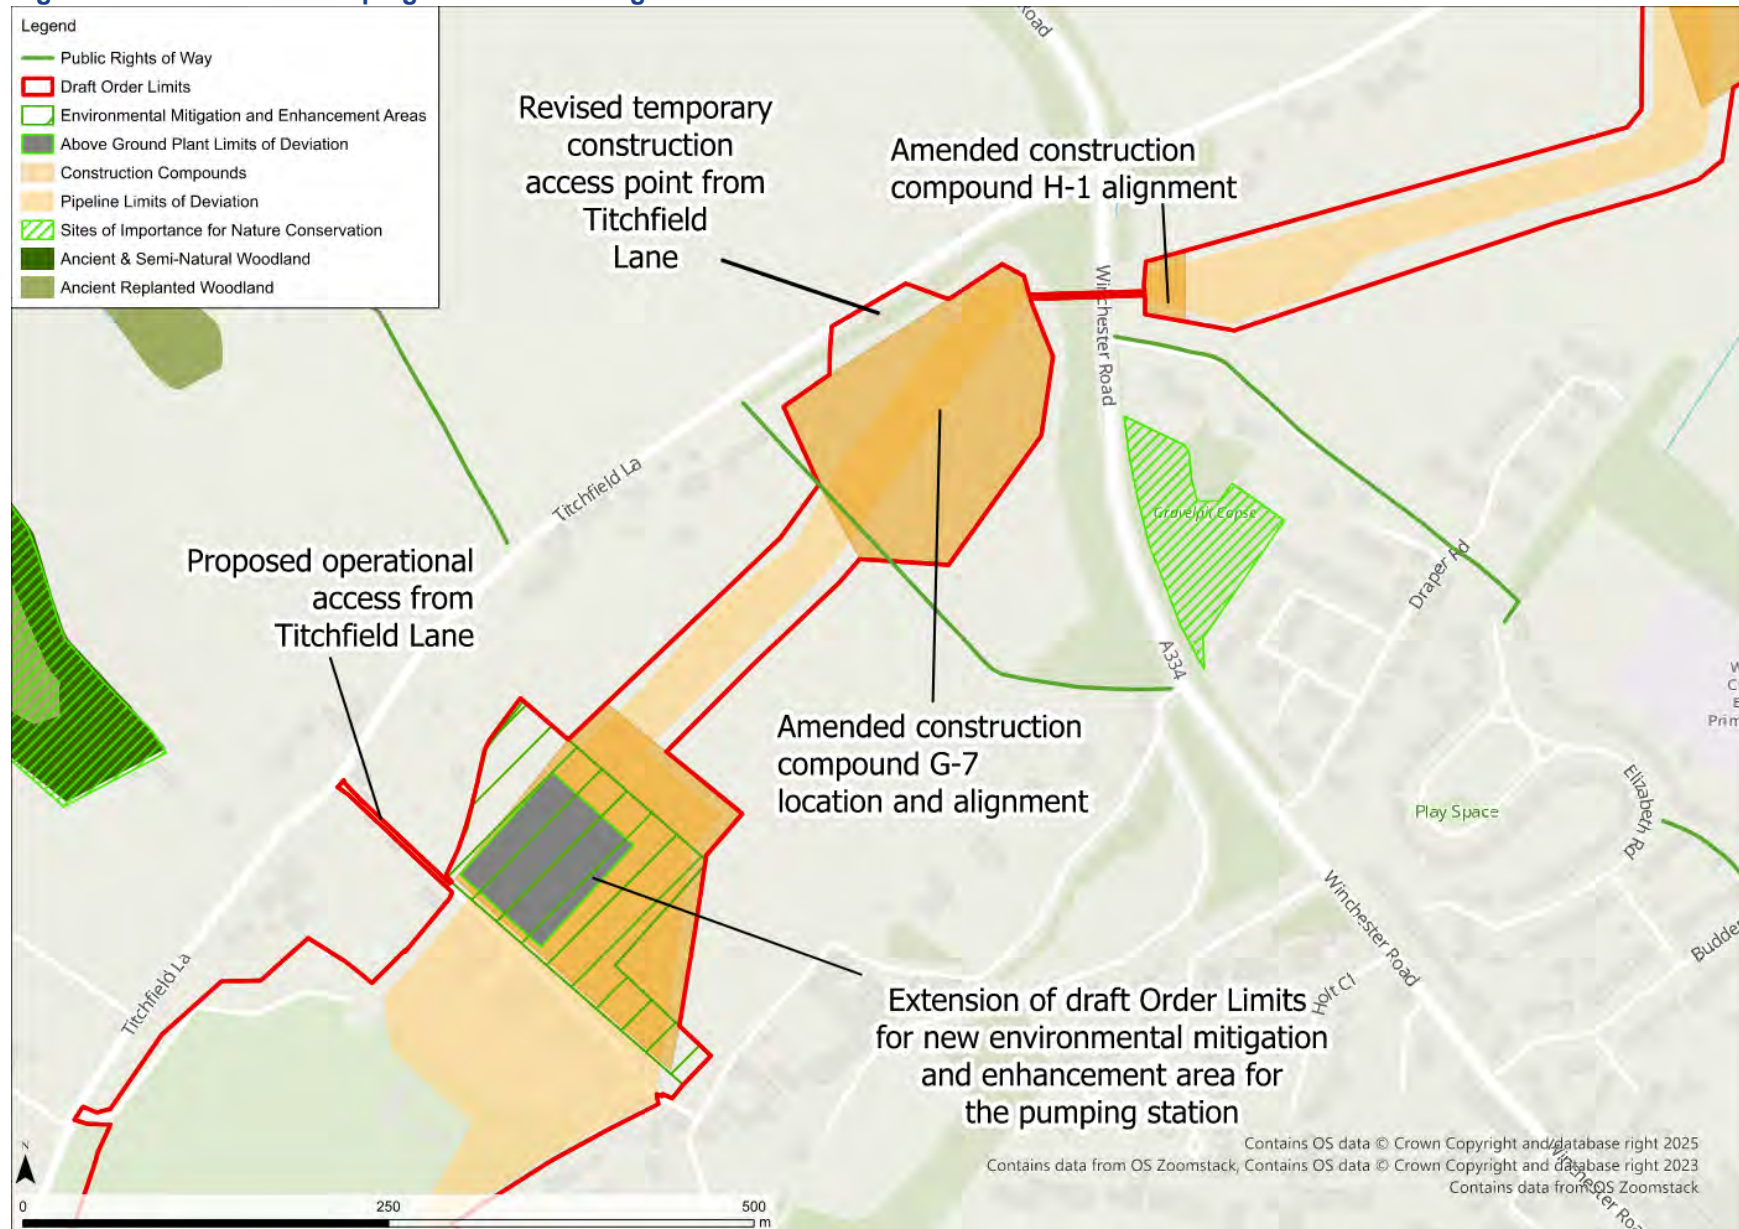 Legend
Public Rights of Way
Draft Order Limits
Environmental Mitigation and Enhancement Areas
Above Ground Plant Limits of Deviation
Construction Compounds
Pipeline Limits of Deviation
Sites of Importance for Nature Conservation
Ancient & Semi-Natural Woodland
Ancient Replanted Woodland
Road
Revised temporary
construction
access point from
Titchfield
Lane
Amended construction
compound H-1 alignment
Winchester Road
Titchfield La
Gravelpit Copse
Draper Rd
Proposed operational
access from
Titchfield Lane
A334
Amended construction
compound G-7
location and alignment
Play Space
Elizabeth Rd
Winchester Road
Holt Cl
Titchfield La
Extension of draft Order Limits
for new environmental mitigation
and enhancement area for
the pumping station
Winchester Roa
Contains OS data © Crown Copyright and database right 2025
Contains data from OS Zoomstack, Contains OS data © Crown Copyright and database right 2023
Contains data from OS Zoomstack
N
0 250 500
m